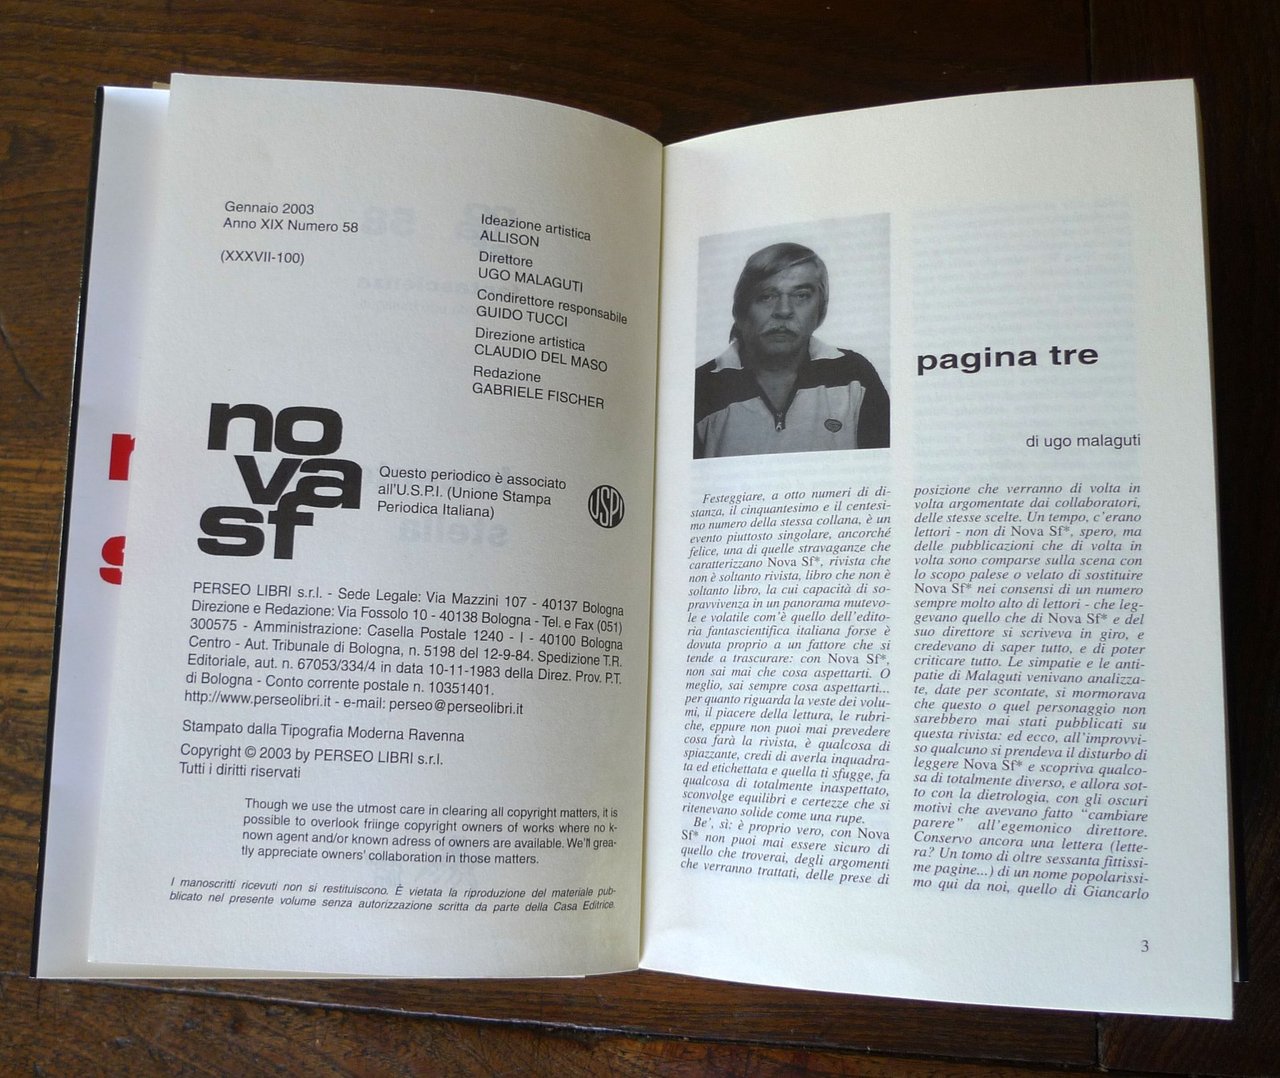 Gennaio 2003
Anno XIX Numero 58
(XXXVII-100)
Ideazione artistica
ALLISON
Direttore
UGO MALAGUTI
Condirettore responsabile
GUIDO TUCCI
Direzione artistica
CLAUDIO DEL MASO
Redazione
GABRIELE FISCHER
no
va
sf
Questo periodico è associato
all'U.S.P.I. (Unione Stampa
Periodica Italiana)
USPI
PERSEO LIBRI s.r.l. - Sede Legale: Via Mazzini 107 - 40137 Bologna
Direzione e Redazione: Via Fossolo 10 - 40138 Bologna - Tel. e Fax (051)
300575 - Amministrazione: Casella Postale 1240 - I - 40100 Bologna
Centro - Aut. Tribunale di Bologna, n. 5198 del 12-9-84. Spedizione T.R.
Editoriale, aut. n. 67053/334/4 in data 10-11-1983 della Direz. Prov. P.T.
di Bologna - Conto corrente postale n. 10351401.
http://www.perseolibri.it - e-mail: perseo@perseolibri.it
Stampato dalla Tipografia Moderna Ravenna
Copyright © 2003 by PERSEO LIBRI s.r.l.
Tutti i diritti riservati
Though we use the utmost care in clearing all copyright matters, it is
possible to overlook friinge copyright owners of works where no k-
nown agent and/or known adress of owners are available. We'll grea-
tly appreciate owners' collaboration in those matters.
I manoscritti ricevuti non si restituiscono. È vietata la riproduzione del materiale pub-
blicato nel presente volume senza autorizzazione scritta da parte della Casa Editrice.
pagina tre
di ugo malaguti
Festeggiare, a otto numeri di di-
stanza, il cinquantesimo e il centesi-
mo numero della stessa collana, è un
evento piuttosto singolare, ancorché
felice, una di quelle stravaganze che
caratterizzano Nova Sf*, rivista che
non è soltanto rivista, libro che non è
soltanto libro, la cui capacità di so-
pravvivenza in un panorama mutevo-
le e volatile com'è quello dell'edito-
ria fantascientifica italiana forse è
dovuta proprio a un fattore che si
tende a trascurare: con Nova Sf*,
non sai mai che cosa aspettarti. O
meglio, sai sempre cosa aspettarti...
per quanto riguarda la veste dei volu-
mi, il piacere della lettura, le rubri-
che, eppure non puoi mai prevedere
cosa farà la rivista, è qualcosa di
spiazzante, credi di averla inquadra-
ta ed etichettata e quella ti sfugge, fa
qualcosa di totalmente inaspettato,
sconvolge equilibri e certezze che si
ritenevano solide come una rupe.
Be', sì: è proprio vero, con Nova
Sf* non puoi mai essere sicuro di
quello che troverai, degli argomenti
che verranno trattati, delle prese di
posizione che verranno di volta in
volta argomentate dai collaboratori,
delle stesse scelte. Un tempo, c'erano
lettori - non di Nova Sf*, spero, ma
delle pubblicazioni che di volta in
volta sono comparse sulla scena con
lo scopo palese o velato di sostituire
Nova Sf* nei consensi di un numero
sempre molto alto di lettori - che leg-
gevano quello che di Nova Sf* e del
suo direttore si scriveva in giro, e
credevano di saper tutto, e di poter
criticare tutto. Le simpatie e le anti-
patie di Malaguti venivano analizza-
te, date per scontate, si mormorava
che questo o quel personaggio non
sarebbero mai stati pubblicati su
questa rivista: ed ecco, all'improvvi-
so qualcuno si prendeva il disturbo di
leggere Nova Sf* e scopriva qualco-
sa di totalmente diverso, e allora sot-
to con la dietrologia, con gli oscuri
motivi che avevano fatto “cambiare
parere” all'egemonico direttore.
Conservo ancora una lettera (lette-
ra? Un tomo di oltre sessanta fittissi-
me pagine...) di un nome popolarissi-
mo qui da noi, quello di Giancarlo
3